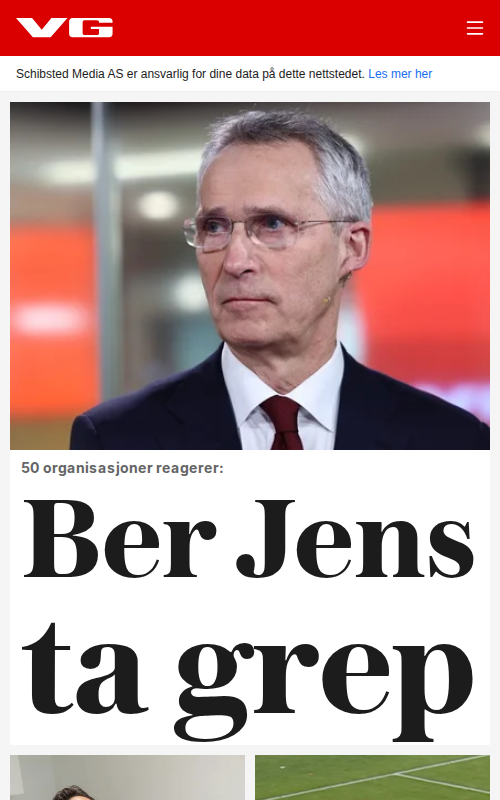 VG
Schibsted Media AS er ansvarlig for dine data på dette nettstedet. Les mer her
50 organisasjoner reagerer:
Ber Jens
ta grep